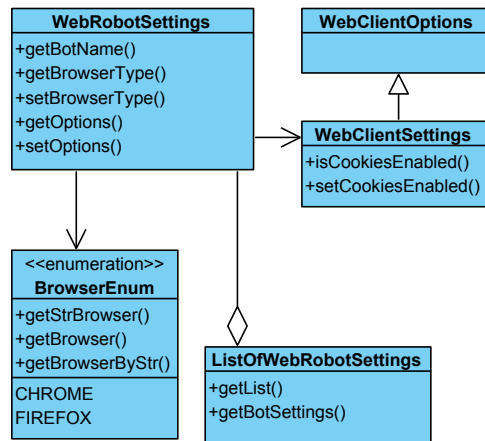 WebRobotSettings
+getBotName()
+getBrowserType()
+setBrowserType()
+getOptions()
+setOptions()
WebClientOptions
WebClientSettings
+isCookiesEnabled()
+setCookiesEnabled()
<<enumeration>>
BrowserEnum
+getStrBrowser()
+getBrowser()
+getBrowserByStr()
CHROME
FIREFOX
ListOfWebRobotSettings
+getList()
+getBotSettings()